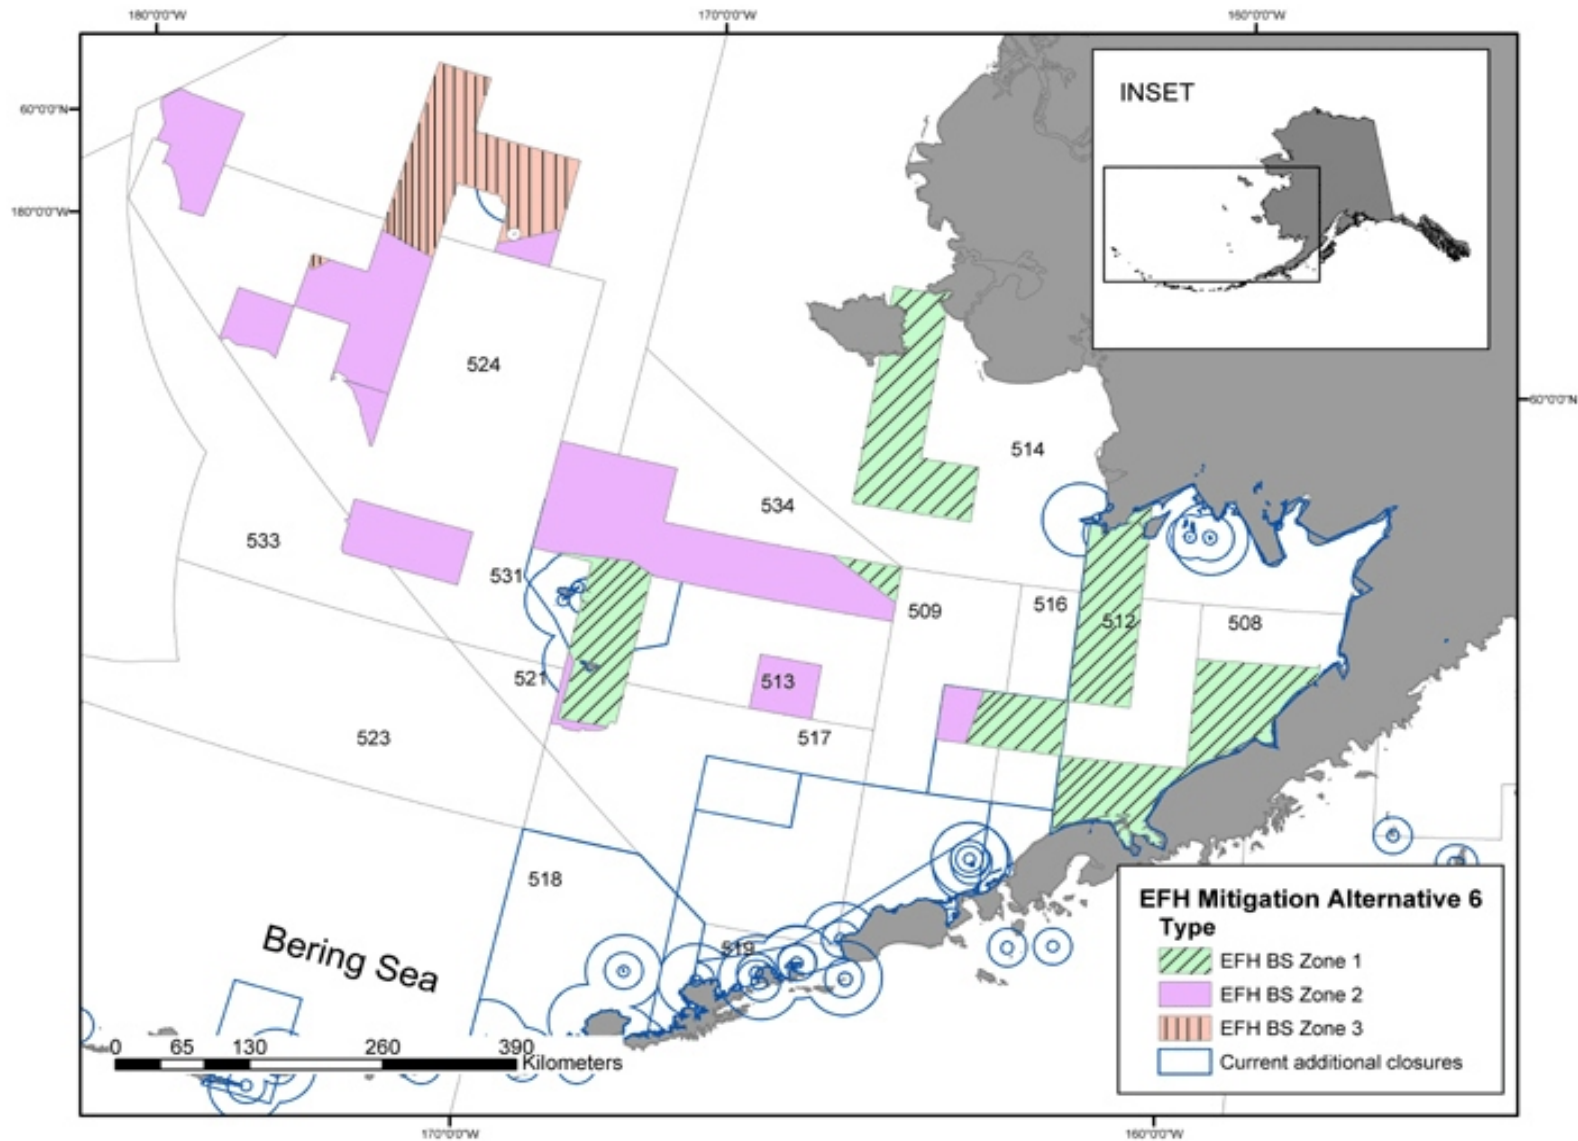 180°0'0"W
170°0'0"W
160°0'0"W
60°0'0"N
INSET
180°0'0"W
524
60°0'0"N
514
534
533
531
509
516
512
508
521
513
523
517
518
519
Bering Sea
EFH Mitigation Alternative 6
Type
EFH BS Zone 1
EFH BS Zone 2
EFH BS Zone 3
Current additional closures
0 65 130 260 390
Kilometers
170°0'0"W
160°0'0"W